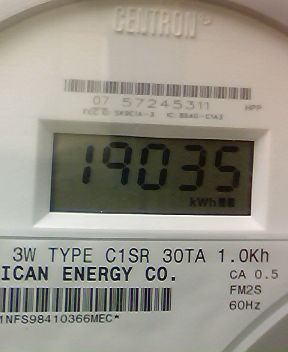 CENTRON
07 57245311 HPP
19035
kWh
3W TYPE C1SR 30TA 1.0Kh
ICAN ENERGY CO. CA 0.5
FM2S
60Hz
1NFS98410366MEC*